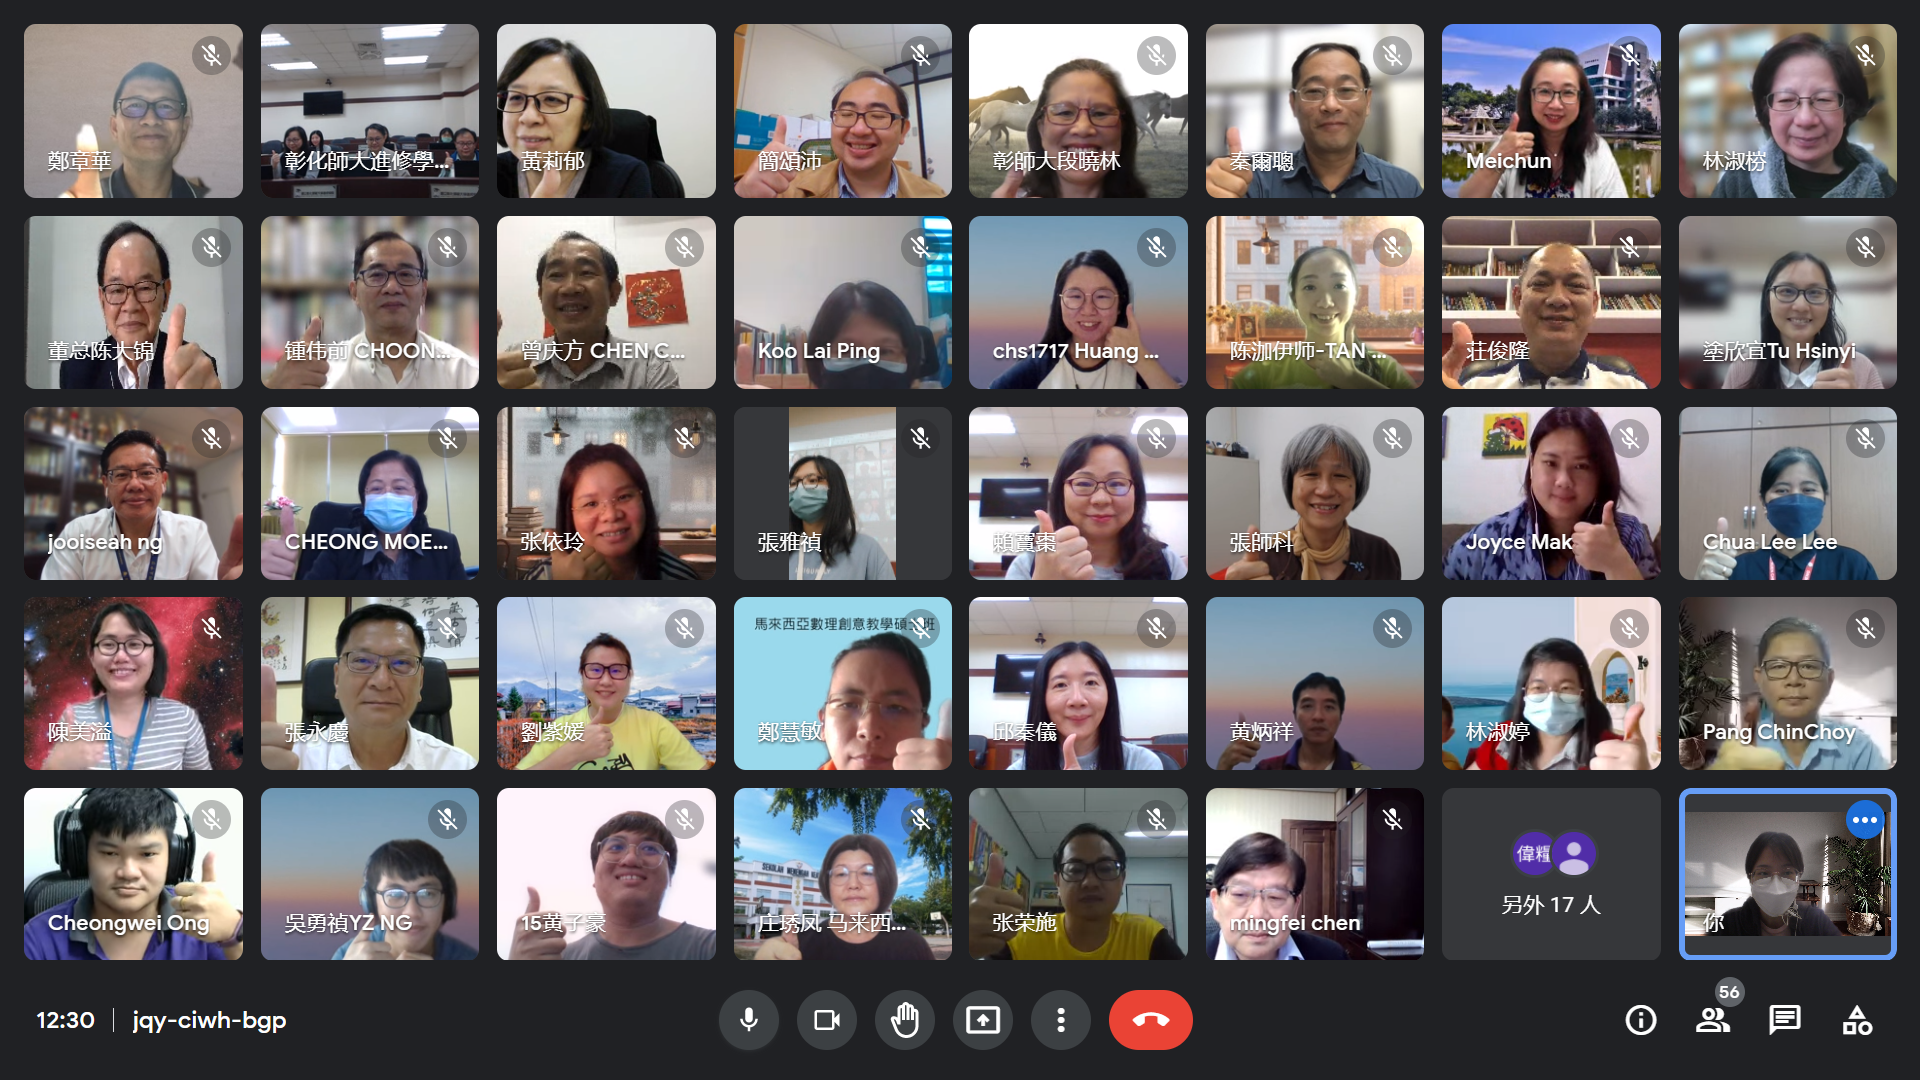 鄭章華
彰化師大進修學...
黃莉郁
簡頌沛
彰師大段曉林
秦爾聰
Meichun
林淑梤
董总陈大锦
锺伟前 CHOON...
曾庆方 CHEN C...
Koo Lai Ping
chs1717 Huang ...
陈泇伊师-TAN ...
莊俊隆
塗欣宜Tu Hsinyi
jooiseah ng
CHEONG MOE...
张依玲
張雅禎
賴寶棗
張師科
Joyce Mak
Chua Lee Lee
陳美溢
張永慶
劉紫媛
馬來西亞數理創意教學碩士班
鄭慧敏
邱秦儀
黄炳祥
林淑婷
Pang ChinChoy
Cheongwei Ong
吳勇禎YZ NG
15黄子豪
庄琇凤 马来西...
张荣施
mingfei chen
偉糧
另外 17 人
你
12:30
jqy-ciwh-bgp
56